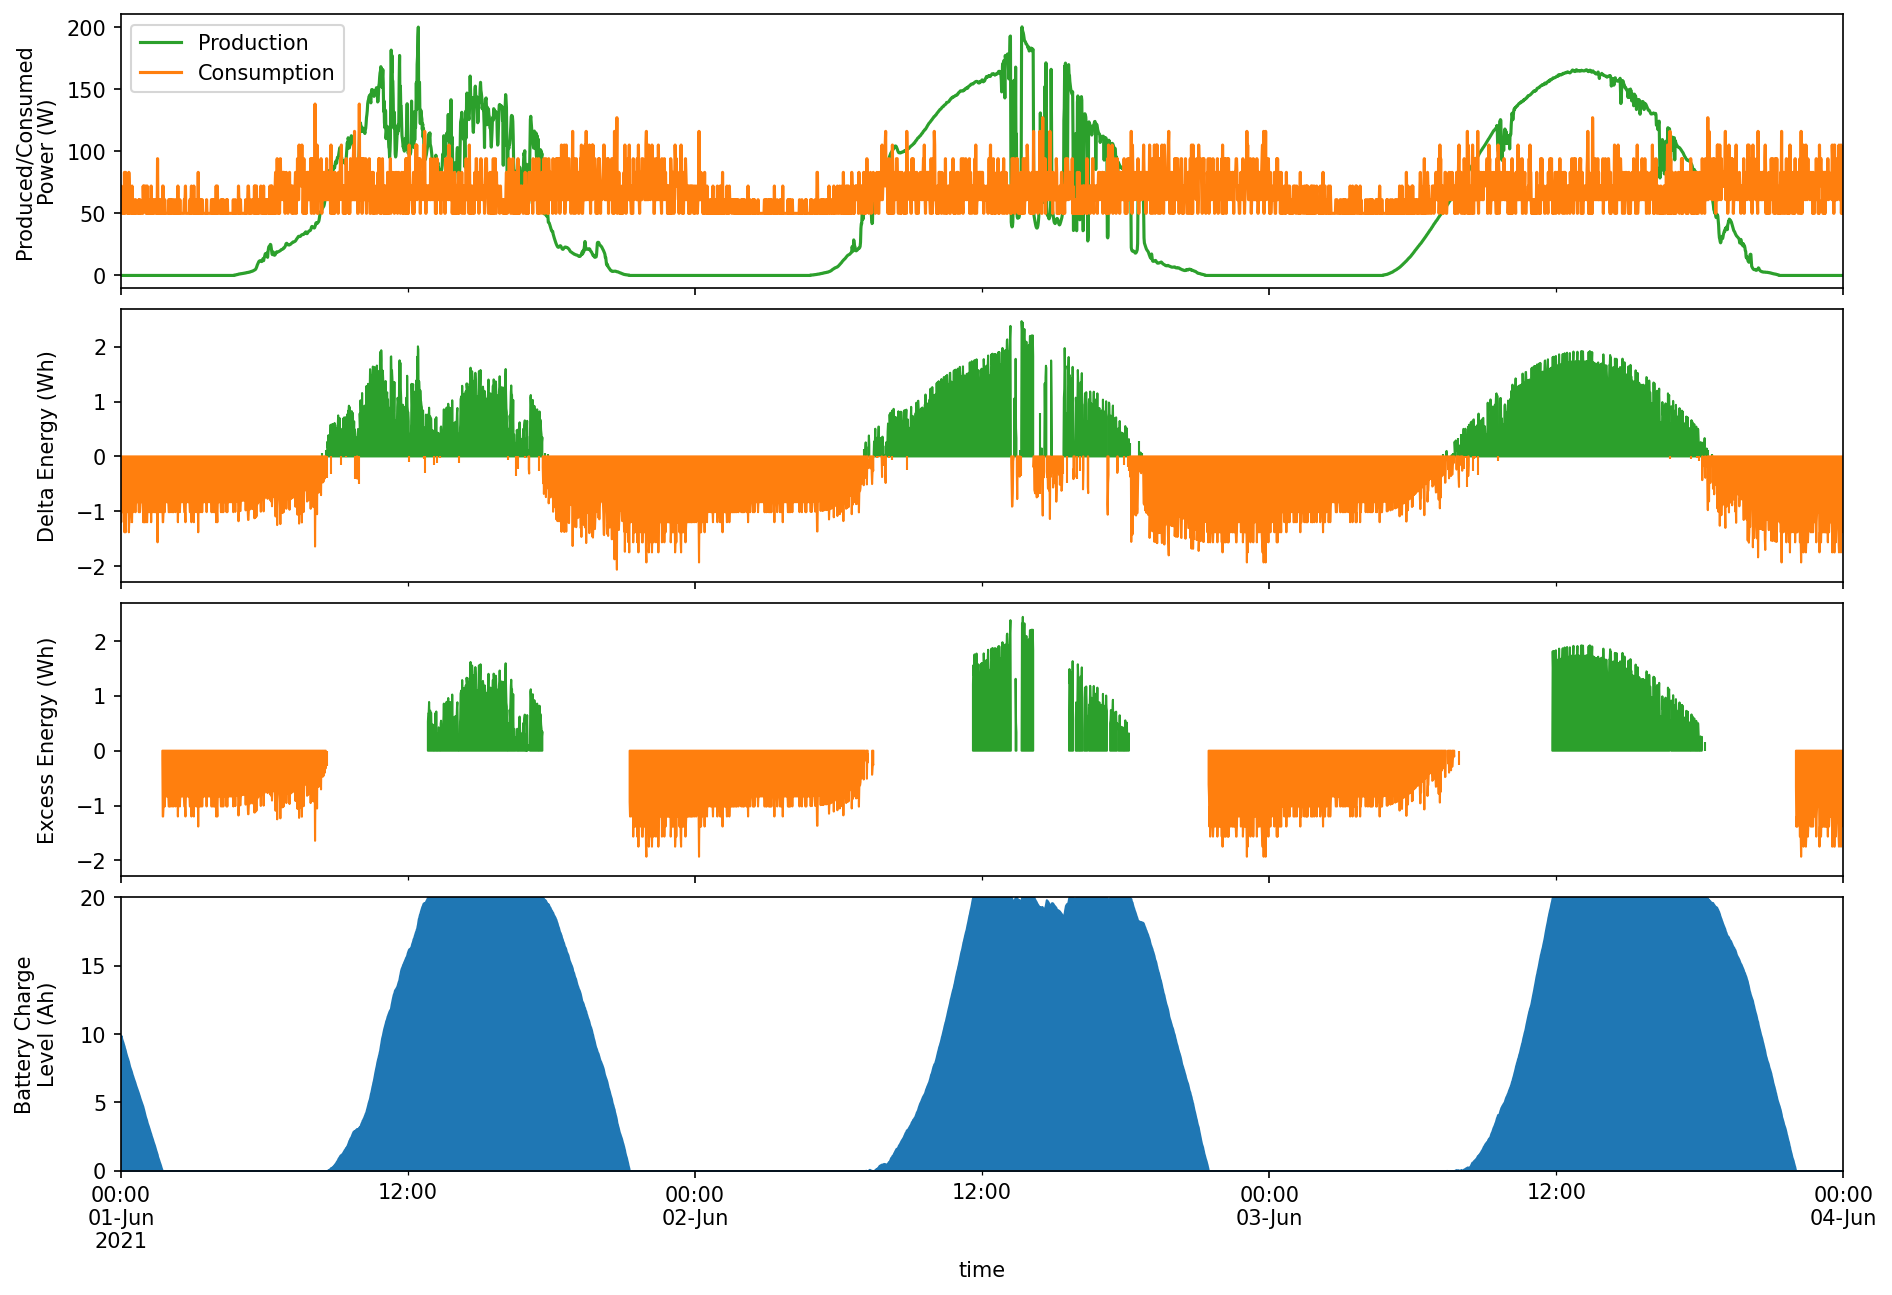 200
150
100
50
0
Produced/Consumed
Power (W)
Production
Consumption
2
1
0
−1
−2
Delta Energy (Wh)
2
1
0
−1
−2
Excess Energy (Wh)
20
15
10
5
0
Battery Charge
Level (Ah)
00:00 12:00 00:00 12:00 00:00 12:00 00:00
01-Jun 02-Jun 03-Jun 04-Jun
2021
time